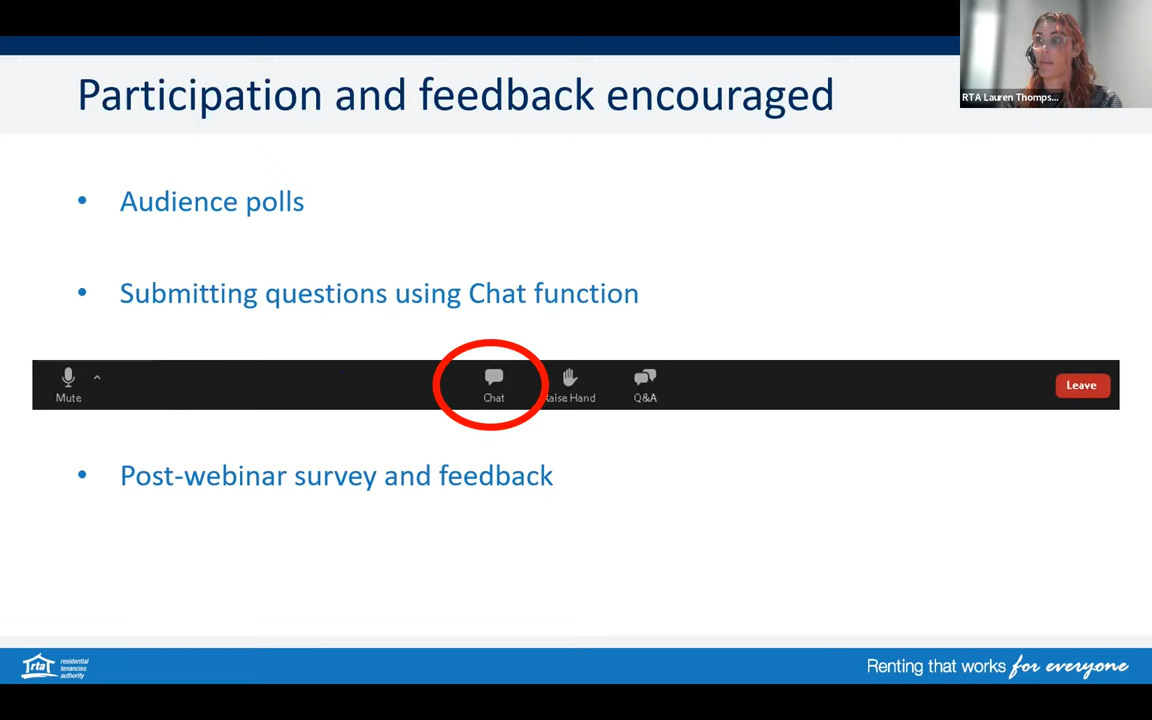 Participation and feedback encouraged
RTA Lauren Thomps...
• Audience polls
• Submitting questions using Chat function
Mute
Chat
aise Hand
Q&A
Leave
• Post-webinar survey and feedback
rta
residential
tenancies
authority
Renting that works for everyone